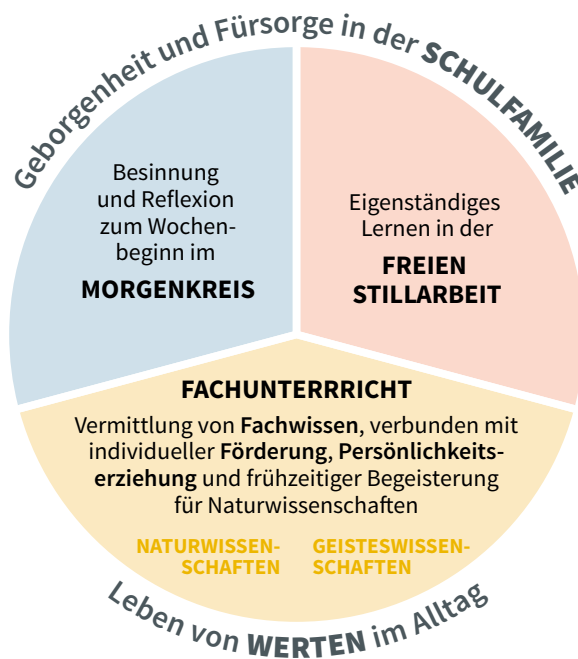 Geborgenheit und Fürsorge in der SCHULFAMILIE
Besinnung
und Reflexion
zum Wochen-
beginn im
MORGENKREIS
Eigenständiges
Lernen in der
FREIEN
STILLARBEIT
FACHUNTERRRICHT
Vermittlung von Fachwissen, verbunden mit
individueller Förderung, Persönlichkeits-
erziehung und frühzeitiger Begeisterung
für Naturwissenschaften
NATURWISSEN-
SCHAFTEN
GEISTESWISSEN-
SCHAFTEN
Leben von WERTEN im Alltag